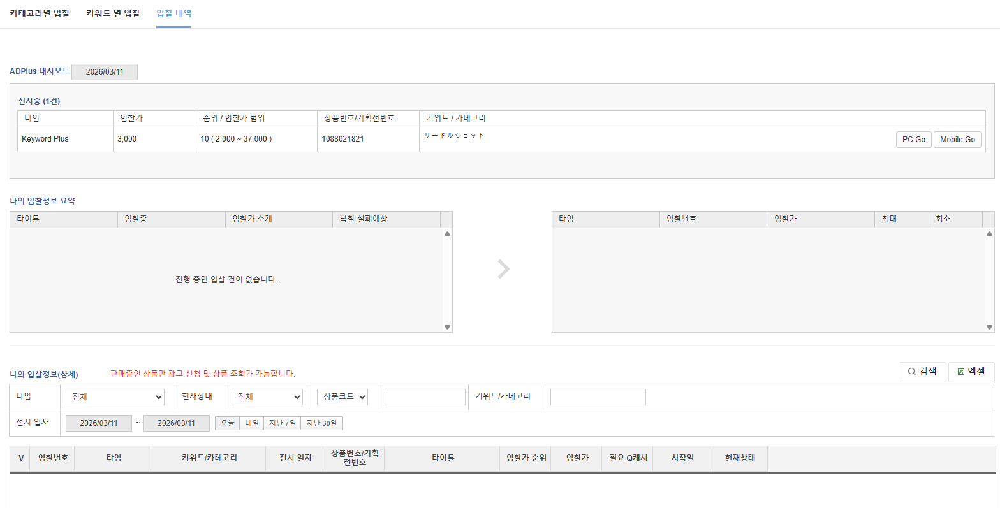 카테고리별 입찰 키워드 별 입찰 입찰 내역
ADPlus 대시보드 2026/03/11
전시중 (1건)
타입 입찰가 순위 / 입찰가 범위 상품번호/기획전번호 키워드 / 카테고리
Keyword Plus 3,000 10 ( 2,000 ~ 37,000 ) 1088021821 リードルショット PC Go Mobile Go
나의 입찰정보 요약
타이틀 입찰중 입찰가 소계 낙찰 실패예상
진행 중인 입찰 건이 없습니다.
타입 입찰번호 입찰가 최대 최소
나의 입찰정보(상세) 판매중인 상품만 광고 신청 및 상품 조회가 가능합니다. 검색 엑셀
타입 전체 현재상태 전체 상품코드 키워드/카테고리
전시 일자 2026/03/11 ~ 2026/03/11 오늘 내일 지난 7일 지난 30일
V 입찰번호 타입 키워드/카테고리 전시 일자 상품번호/기획전번호 타이틀 입찰가 순위 입찰가 필요 Q캐시 시작일 현재상태